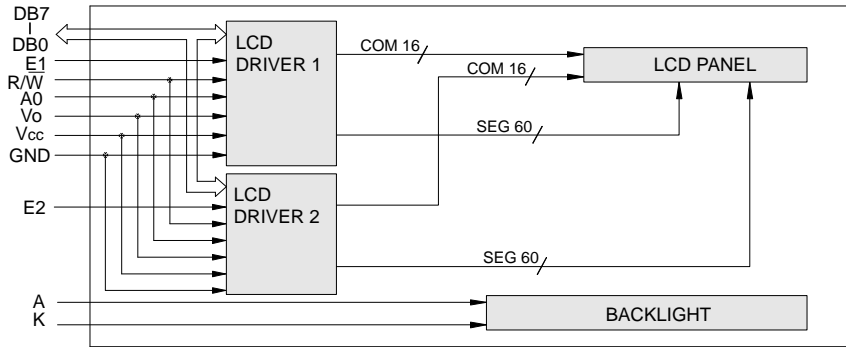 DB7
DB0
E1
R/W̅
A0
Vo
Vcc
GND
E2
A
K
LCD
DRIVER 1
LCD
DRIVER 2
COM 16
COM 16
SEG 60
SEG 60
LCD PANEL
BACKLIGHT